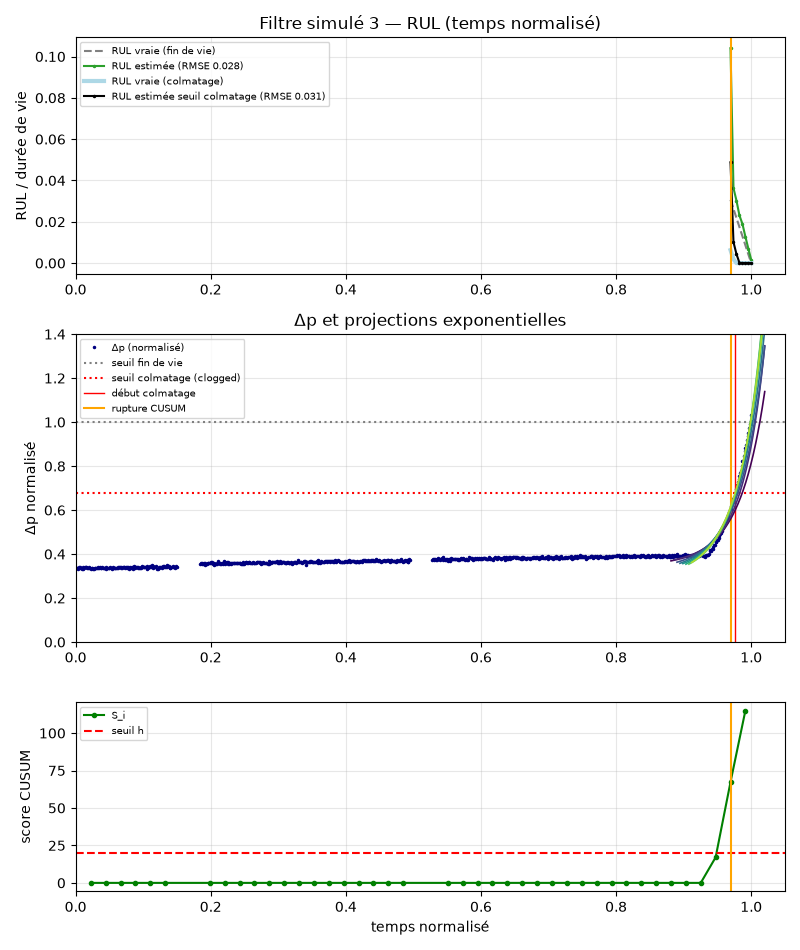 Filtre simulé 3 — RUL (temps normalisé)
RUL / durée de vie
0.10
0.08
0.06
0.04
0.02
0.00
RUL vraie (fin de vie)
RUL estimée (RMSE 0.028)
RUL vraie (colmatage)
RUL estimée seuil colmatage (RMSE 0.031)
0.0 0.2 0.4 0.6 0.8 1.0
Δp et projections exponentielles
Δp normalisé
1.4
1.2
1.0
0.8
0.6
0.4
0.2
0.0
Δp (normalisé)
seuil fin de vie
seuil colmatage (clogged)
début colmatage
rupture CUSUM
0.0 0.2 0.4 0.6 0.8 1.0
score CUSUM
100
75
50
25
0
S_i
seuil h
0.0 0.2 0.4 0.6 0.8 1.0
temps normalisé